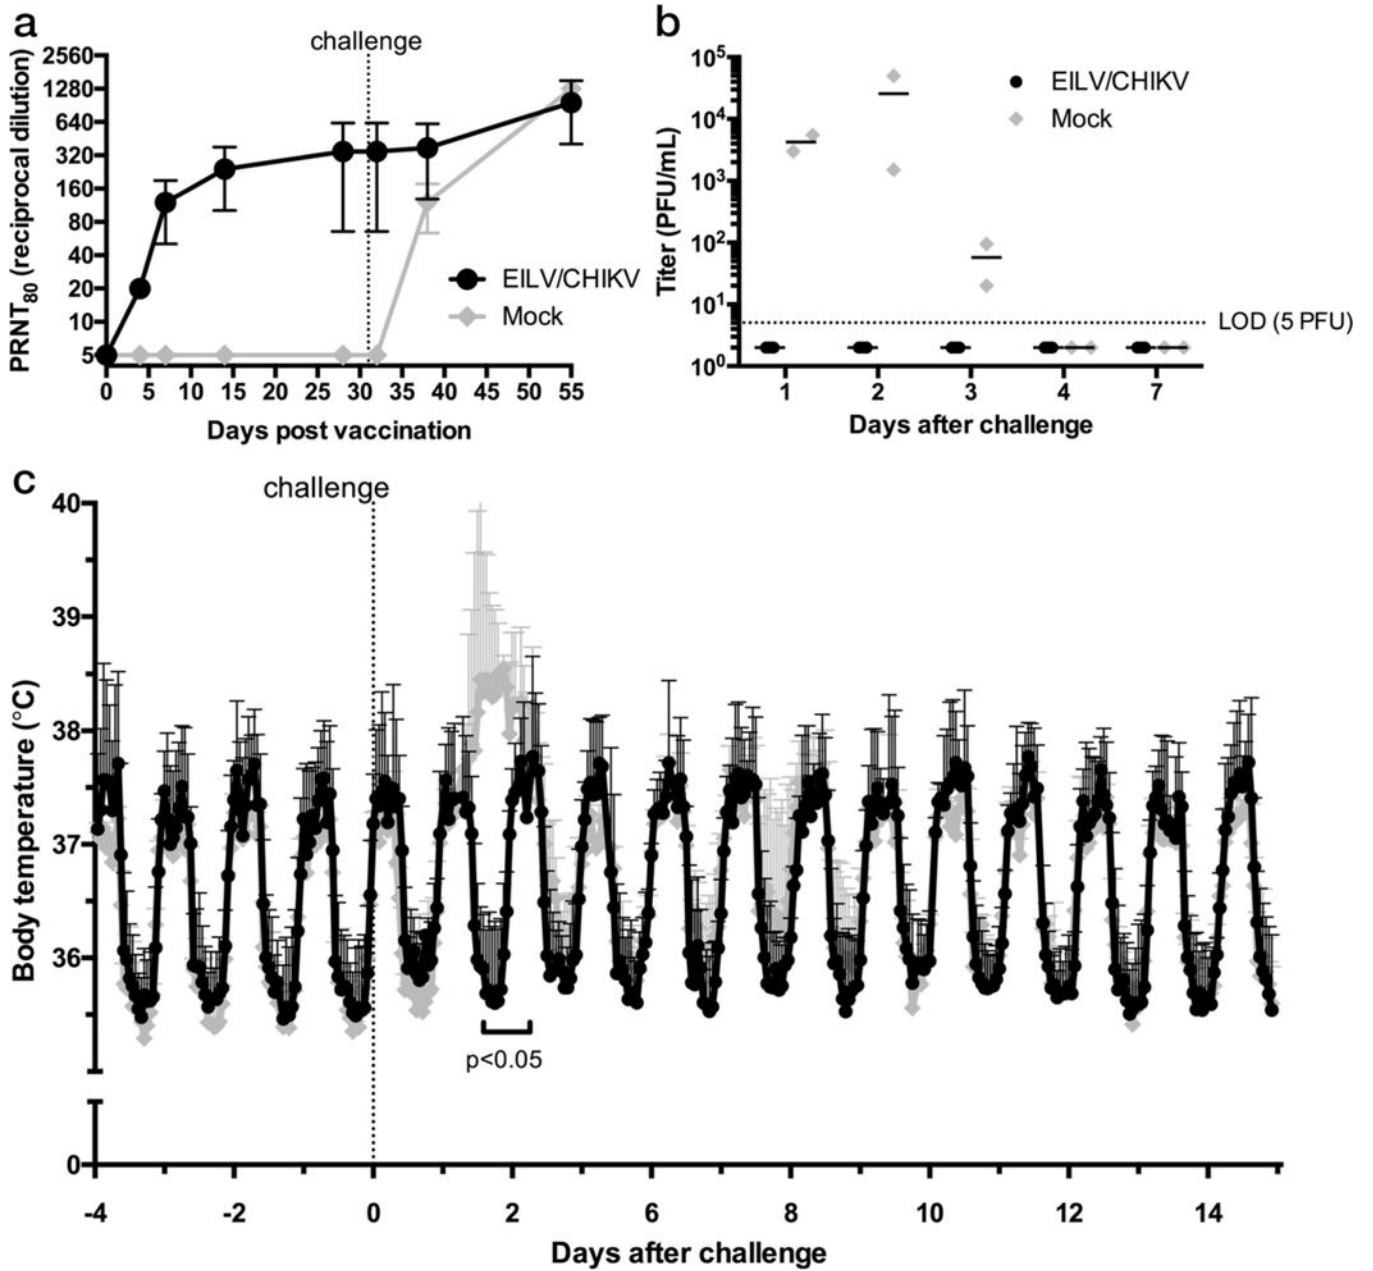 a
challenge
PRNT80 (reciprocal dilution)
2560
1280
640
320
160
80
40
20
10
5
EILV/CHIKV
Mock
0 5 10 15 20 25 30 35 40 45 50 55
Days post vaccination
b
Titer (PFU/mL)
10^5
10^4
10^3
10^2
10^1
10^0
EILV/CHIKV
Mock
LOD (5 PFU)
1 2 3 4 7
Days after challenge
c
challenge
Body temperature (°C)
40
39
38
37
36
0
p<0.05
-4 -2 0 2 4 6 8 10 12 14
Days after challenge